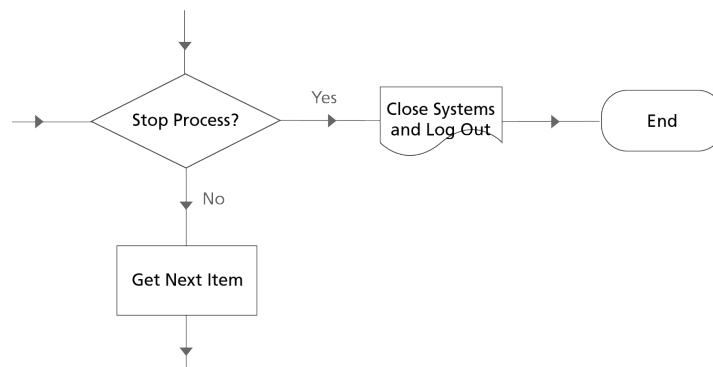 Yes
Stop Process?
Close Systems
and Log Out
End
No
Get Next Item